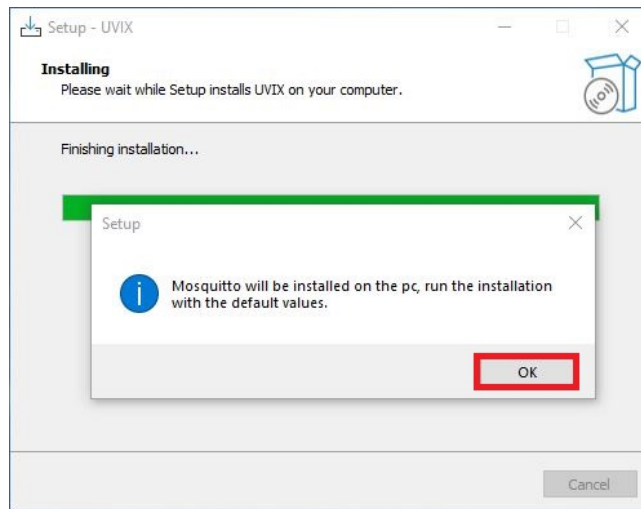 Setup - UVIX
Installing
Please wait while Setup installs UVIX on your computer.
Finishing installation...
Setup
Mosquitto will be installed on the pc, run the installation
with the default values.
OK
Cancel